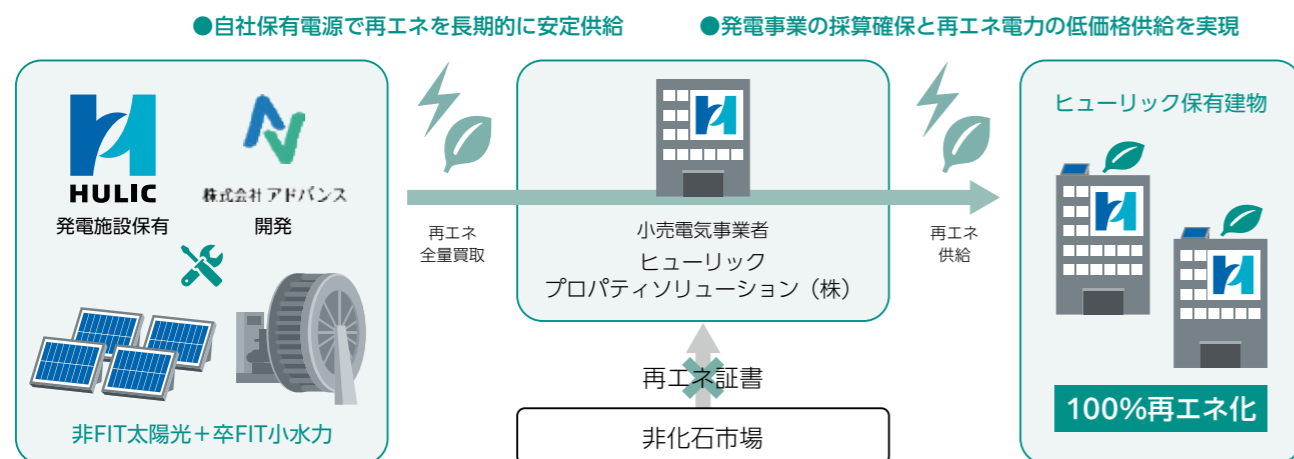 ●自社保有電源で再エネを長期的に安定供給
●発電事業の採算確保と再エネ電力の低価格供給を実現
HULIC
発電施設保有
株式会社アドバンス
開発
非FIT太陽光＋卒FIT小水力
再エネ
全量買取
小売電気事業者
ヒューリック
プロパティソリューション（株）
再エネ
供給
再エネ証書
非化石市場
ヒューリック保有建物
100%再エネ化